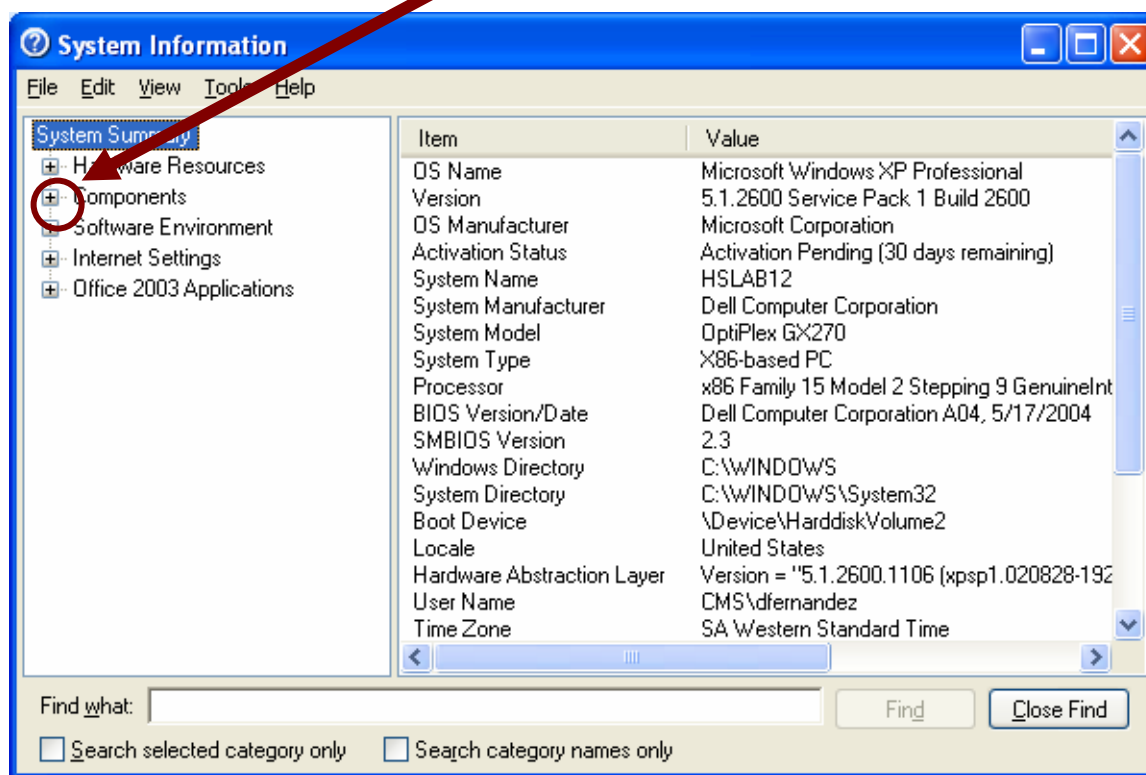 System Information
File Edit View Tools Help
System Summary
Hardware Resources
Components
Software Environment
Internet Settings
Office 2003 Applications
Item Value
OS Name Microsoft Windows XP Professional
Version 5.1.2600 Service Pack 1 Build 2600
OS Manufacturer Microsoft Corporation
Activation Status Activation Pending (30 days remaining)
System Name HSLAB12
System Manufacturer Dell Computer Corporation
System Model OptiPlex GX270
System Type X86-based PC
Processor x86 Family 15 Model 2 Stepping 9 GenuineInt
BIOS Version/Date Dell Computer Corporation A04, 5/17/2004
SMBIOS Version 2.3
Windows Directory C:\WINDOWS
System Directory C:\WINDOWS\System32
Boot Device \Device\HarddiskVolume2
Locale United States
Hardware Abstraction Layer Version = "5.1.2600.1106 (xpsp1.020828-192
User Name CMS\dfernandez
Time Zone SA Western Standard Time
Find what: Find Close Find
Search selected category only Search category names only